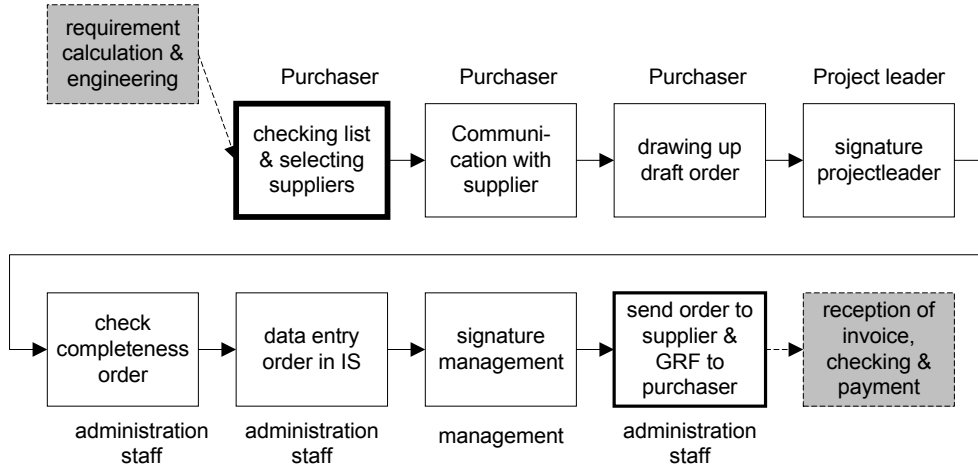 requirement
calculation &
engineering
Purchaser
checking list
& selecting
suppliers
Purchaser
Communi-
cation with
supplier
Purchaser
drawing up
draft order
Project leader
signature
projectleader
check
completeness
order
administration
staff
data entry
order in IS
administration
staff
signature
management
management
send order to
supplier &
GRF to
purchaser
administration
staff
reception of
invoice,
checking &
payment